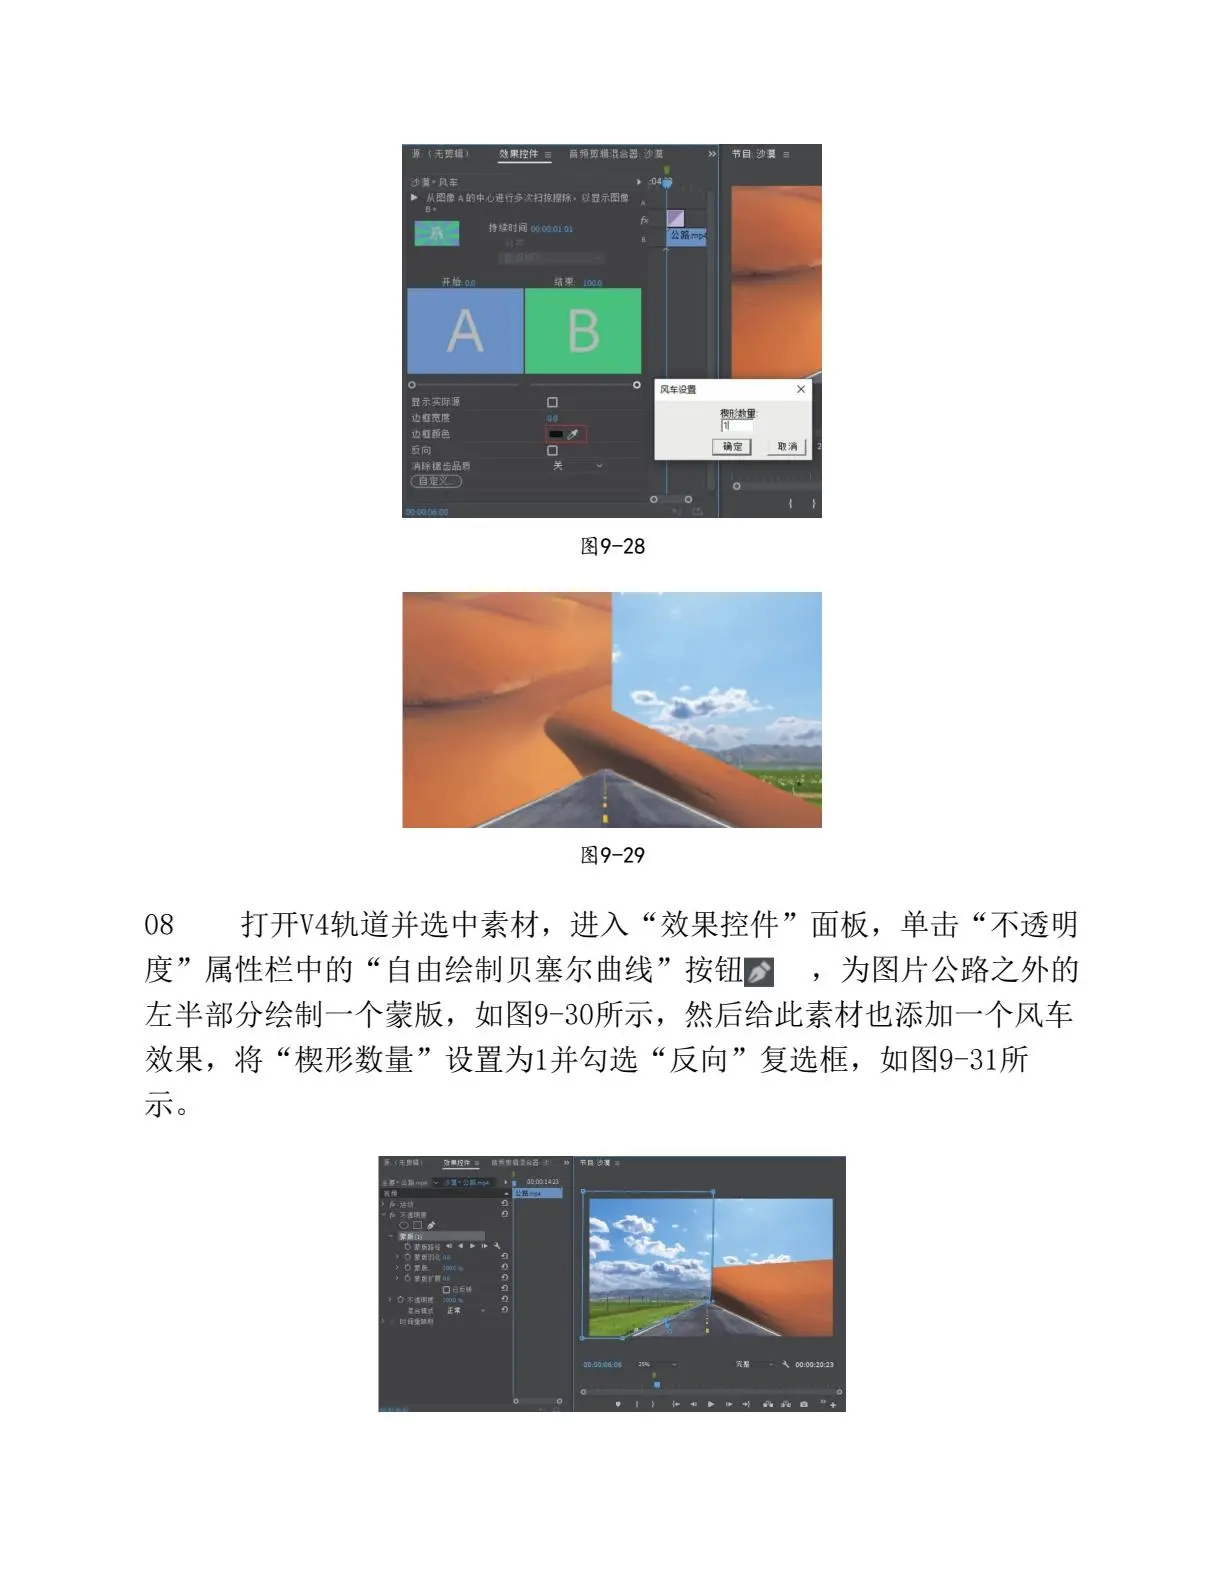 源:（无剪辑）
效果控件 ≡
音频剪辑混合器: 沙漠
节目: 沙漠 ≡
沙漠 * 风车
从图像 A 的中心进行多次扫掠擦除，以显示图像
B。
持续时间 00:00:01:01
开始: 0.0
结束: 100.0
A
B
A
fx
B
公路.mp4
显示实际源
边框宽度
0.0
边框颜色
反向
消除锯齿品质
关
自定义...
00:00:06:00
风车设置
楔形数量:
1
确定
取消
图9-28
图9-29
08 打开V4轨道并选中素材，进入“效果控件”面板，单击“不透明
度”属性栏中的“自由绘制贝塞尔曲线”按钮 ，为图片公路之外的
左半部分绘制一个蒙版，如图9-30所示，然后给此素材也添加一个风车
效果，将“楔形数量”设置为1并勾选“反向”复选框，如图9-31所
示。
源:（无剪辑）
效果控件 ≡
节目: 沙漠 ≡
主要 * 公路.mp4
沙漠 * 公路.mp4
00:00:14:23
视频
公路.mp4
fx 运动
fx 不透明度
蒙版(1)
蒙版路径
蒙版羽化 0.0
蒙版... 100.0 %
蒙版扩展 0.0
已反转
不透明度 100.0 %
混合模式 正常
时间重映射
00:00:06:06
25%
完整
00:00:20:23